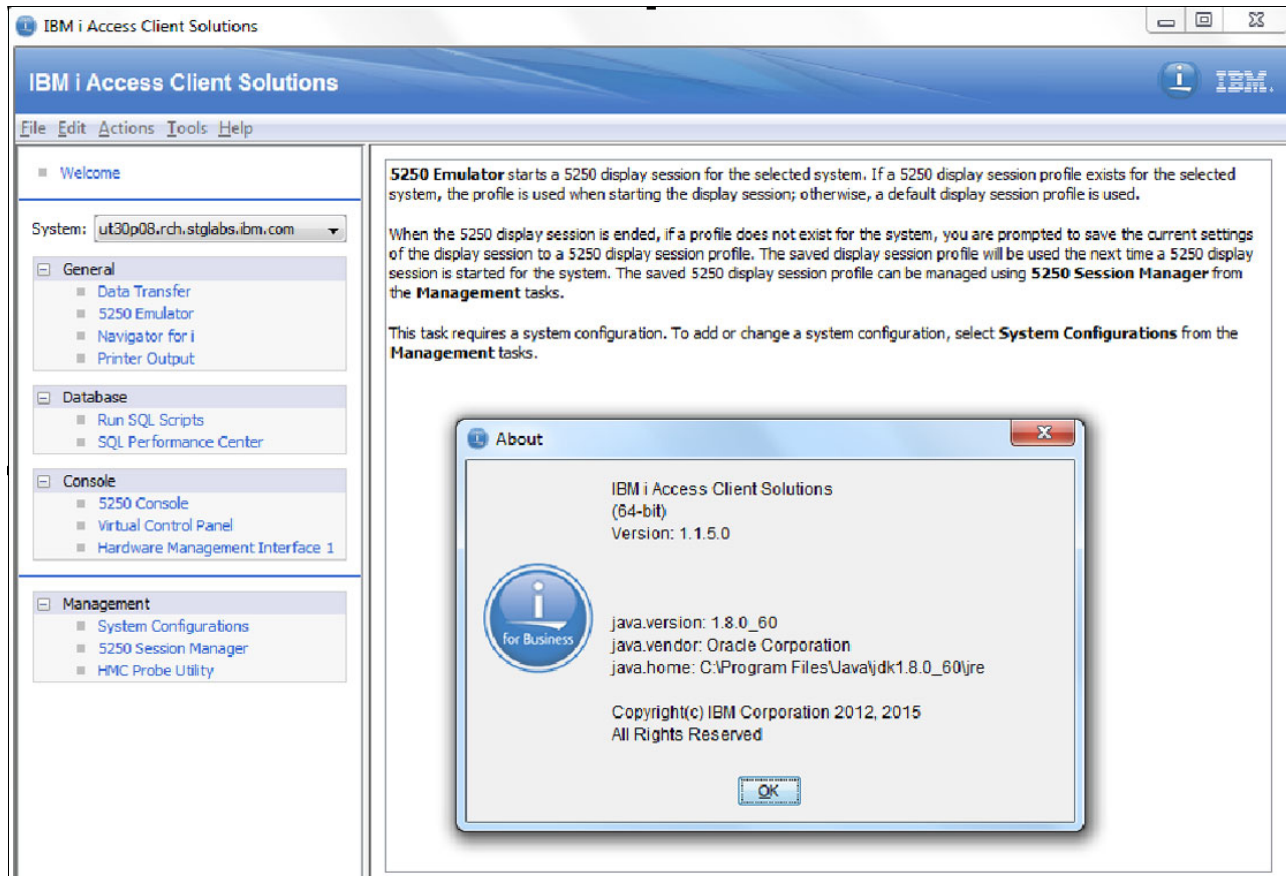 IBM i Access Client Solutions
IBM i Access Client Solutions
i IBM.
File Edit Actions Tools Help
Welcome
System: ut30p08.rch.stglabs.ibm.com
General
Data Transfer
5250 Emulator
Navigator for i
Printer Output
Database
Run SQL Scripts
SQL Performance Center
Console
5250 Console
Virtual Control Panel
Hardware Management Interface 1
Management
System Configurations
5250 Session Manager
HMC Probe Utility
5250 Emulator starts a 5250 display session for the selected system. If a 5250 display session profile exists for the selected
system, the profile is used when starting the display session; otherwise, a default display session profile is used.
When the 5250 display session is ended, if a profile does not exist for the system, you are prompted to save the current settings
of the display session to a 5250 display session profile. The saved display session profile will be used the next time a 5250 display
session is started for the system. The saved 5250 display session profile can be managed using 5250 Session Manager from
the Management tasks.
This task requires a system configuration. To add or change a system configuration, select System Configurations from the
Management tasks.
About
IBM i Access Client Solutions
(64-bit)
Version: 1.1.5.0
i
for Business
java.version: 1.8.0_60
java.vendor: Oracle Corporation
java.home: C:\Program Files\Java\jdk1.8.0_60\jre
Copyright(c) IBM Corporation 2012, 2015
All Rights Reserved
OK